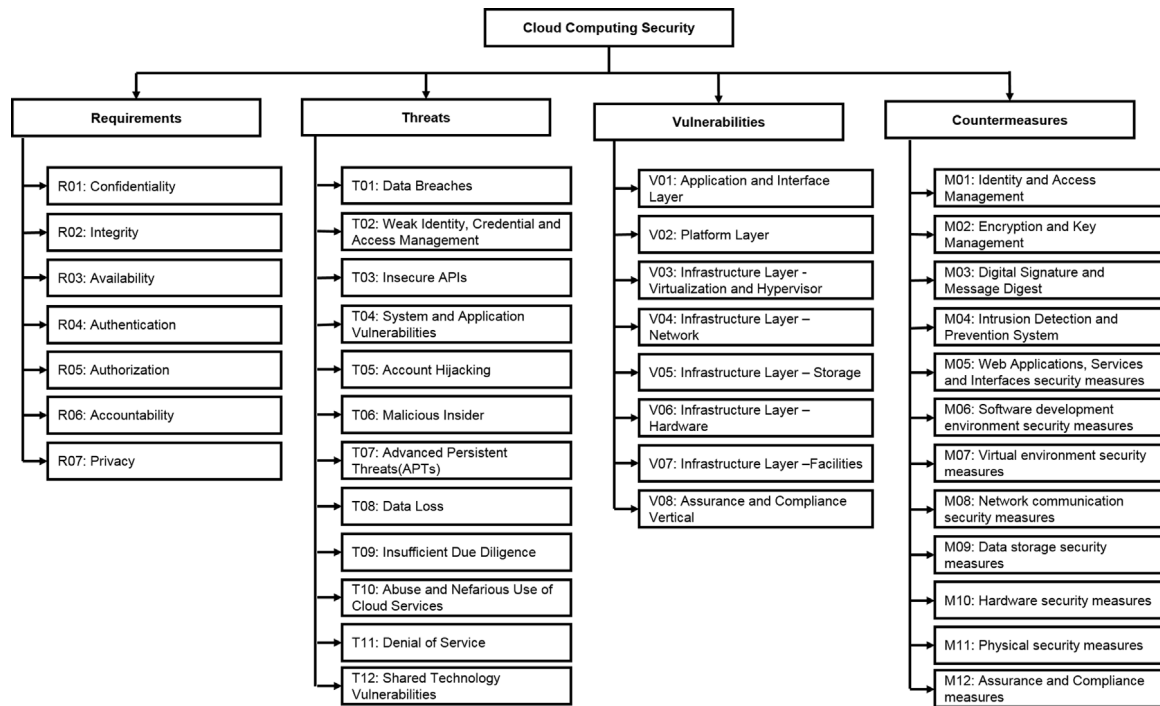 Cloud Computing Security
Requirements
R01: Confidentiality
R02: Integrity
R03: Availability
R04: Authentication
R05: Authorization
R06: Accountability
R07: Privacy
Threats
T01: Data Breaches
T02: Weak Identity, Credential and
Access Management
T03: Insecure APIs
T04: System and Application
Vulnerabilities
T05: Account Hijacking
T06: Malicious Insider
T07: Advanced Persistent
Threats(APTs)
T08: Data Loss
T09: Insufficient Due Diligence
T10: Abuse and Nefarious Use of
Cloud Services
T11: Denial of Service
T12: Shared Technology
Vulnerabilities
Vulnerabilities
V01: Application and Interface
Layer
V02: Platform Layer
V03: Infrastructure Layer -
Virtualization and Hypervisor
V04: Infrastructure Layer –
Network
V05: Infrastructure Layer – Storage
V06: Infrastructure Layer –
Hardware
V07: Infrastructure Layer –Facilities
V08: Assurance and Compliance
Vertical
Countermeasures
M01: Identity and Access
Management
M02: Encryption and Key
Management
M03: Digital Signature and
Message Digest
M04: Intrusion Detection and
Prevention System
M05: Web Applications, Services
and Interfaces security measures
M06: Software development
environment security measures
M07: Virtual environment security
measures
M08: Network communication
security measures
M09: Data storage security
measures
M10: Hardware security measures
M11: Physical security measures
M12: Assurance and Compliance
measures